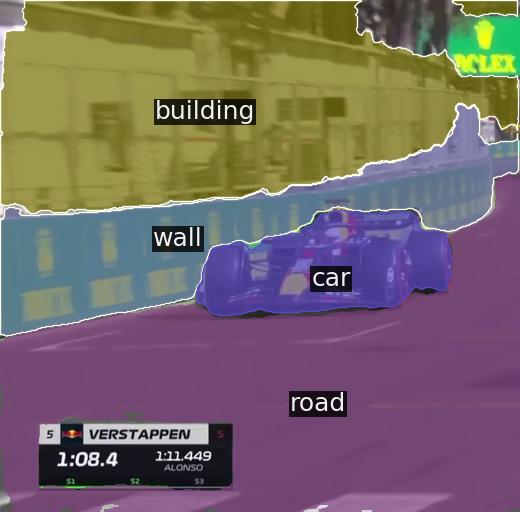 ROLEX
building
wall
car
road
5 VERSTAPPEN 5
1:08.4 1:11.449
ALONSO
S1 S2 S3